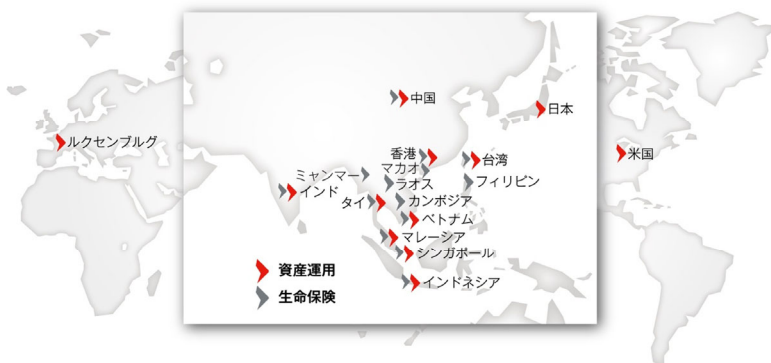 中国
日本
ルクセンブルグ
米国
香港
台湾
マカオ
ミャンマー
ラオス
フィリピン
インド
タイ
カンボジア
ベトナム
マレーシア
シンガポール
資産運用
インドネシア
生命保険